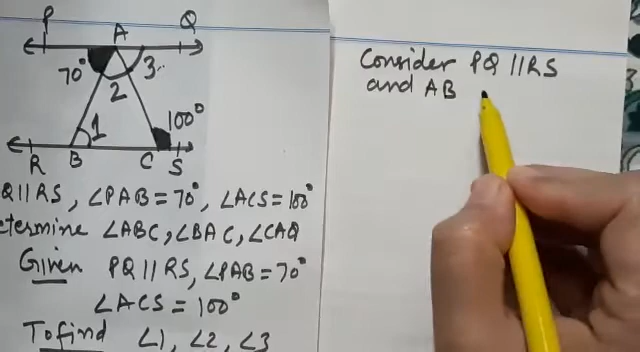 P A Q
70° 3
2
1 100°
R B C S
Q||RS, ∠PAB=70°, ∠ACS=100°
etermine ∠ABC, ∠BAC, ∠CAQ
Given PQ||RS, ∠PAB=70°
∠ACS = 100°
To find ∠1, ∠2, ∠3
Consider PQ||RS
and AB